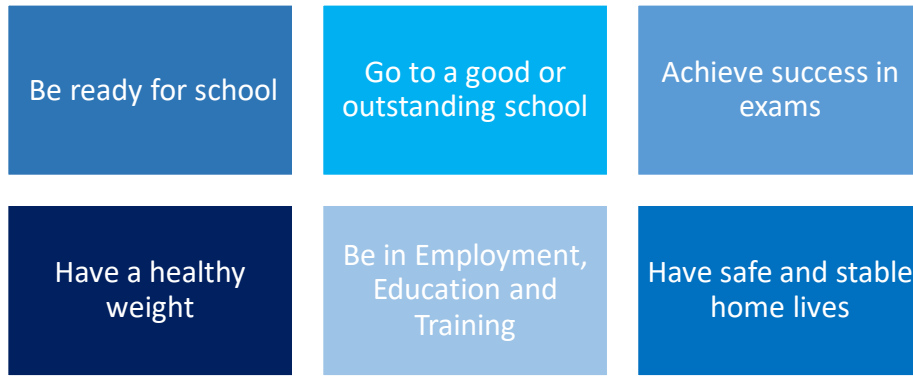 Be ready for school
Go to a good or
outstanding school
Achieve success in
exams
Have a healthy
weight
Be in Employment,
Education and
Training
Have safe and stable
home lives